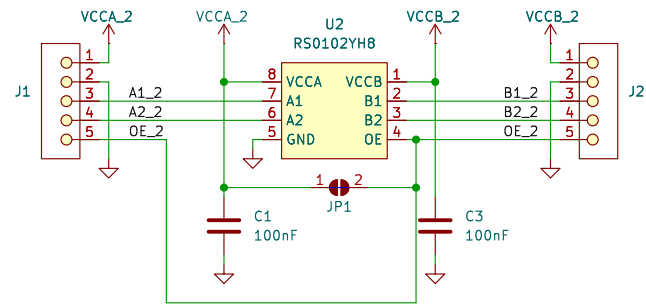 VCCA_2 VCCA_2 VCCB_2 VCCB_2
U2
RS0102YH8
J1 1 8 VCCA VCCB 1 1 J2
2 2
3 A1_2 7 A1 B1 2 B1_2 3
4 A2_2 6 A2 B2 3 B2_2 4
5 OE_2 5 GND OE 4 OE_2 5
1 2
JP1
C1 C3
100nF 100nF